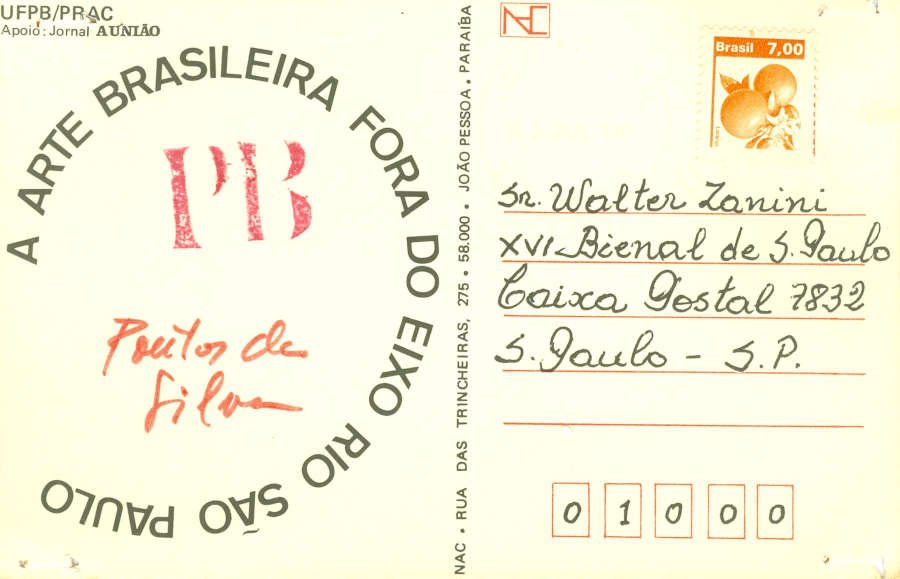 UFPB/PRAC
Apoio: Jornal A UNIÃO
A ARTE BRASILEIRA FORA DO EIXO RIO SÃO PAULO
PB
de
Silva
NAC • RUA DAS TRINCHEIRAS, 275 • 58.000 • JOÃO PESSOA • PARAÍBA
NAC
Brasil 7,00
Sr. Walter Zanini
XVI Bienal de S. Paulo
Caixa Postal 7832
S. Paulo - S.P.
0 1 0 0 0